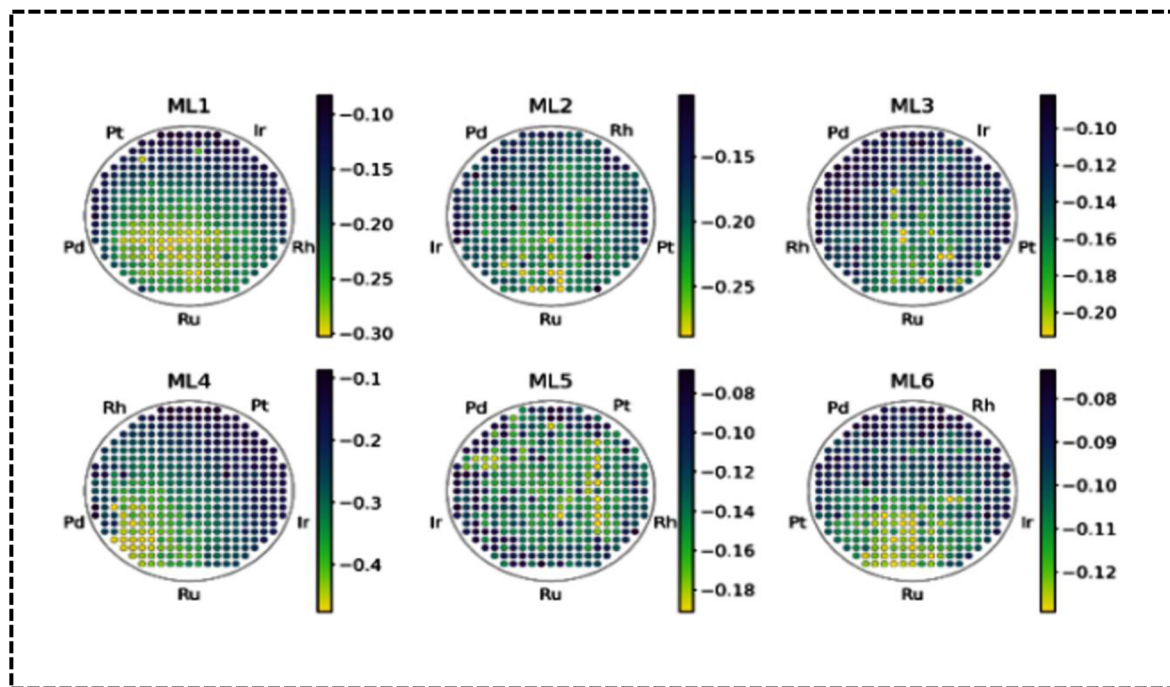 ML1
Pt Ir
Pd Rh
Ru
−0.10
−0.15
−0.20
−0.25
−0.30
ML2
Pd Rh
Ir Pt
Ru
−0.15
−0.20
−0.25
ML3
Pd Ir
Rh Pt
Ru
−0.10
−0.12
−0.14
−0.16
−0.18
−0.20
ML4
Rh Pt
Pd Ir
Ru
−0.1
−0.2
−0.3
−0.4
ML5
Pd Pt
Ir Rh
Ru
−0.08
−0.10
−0.12
−0.14
−0.16
−0.18
ML6
Pd Rh
Pt Ir
Ru
−0.08
−0.09
−0.10
−0.11
−0.12